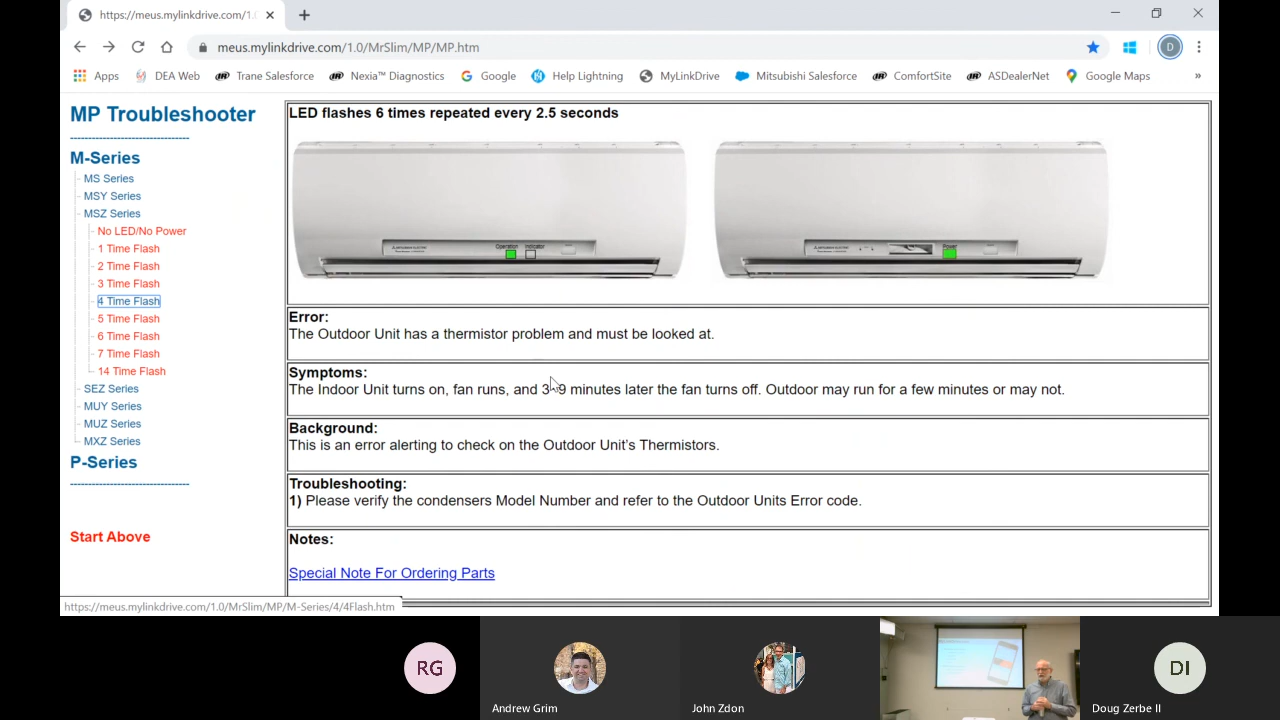 https://meus.mylinkdrive.com/1.0
meus.mylinkdrive.com/1.0/MrSlim/MP/MP.htm
D
Apps
DEA Web
Trane Salesforce
Nexia™ Diagnostics
Google
Help Lightning
MyLinkDrive
Mitsubishi Salesforce
ComfortSite
ASDealerNet
Google Maps
»
MP Troubleshooter
----------------------------------
M-Series
MS Series
MSY Series
MSZ Series
No LED/No Power
1 Time Flash
2 Time Flash
3 Time Flash
4 Time Flash
5 Time Flash
6 Time Flash
7 Time Flash
14 Time Flash
SEZ Series
MUY Series
MUZ Series
MXZ Series
P-Series
----------------------------------
Start Above
LED flashes 6 times repeated every 2.5 seconds
Operation Indicator
Power
Error:
The Outdoor Unit has a thermistor problem and must be looked at.
Symptoms:
The Indoor Unit turns on, fan runs, and 3-9 minutes later the fan turns off. Outdoor may run for a few minutes or may not.
Background:
This is an error alerting to check on the Outdoor Unit's Thermistors.
Troubleshooting:
1) Please verify the condensers Model Number and refer to the Outdoor Units Error code.
Notes:
Special Note For Ordering Parts
https://meus.mylinkdrive.com/1.0/MrSlim/MP/M-Series/4/4Flash.htm
RG
Andrew Grim
John Zdon
DI
Doug Zerbe II